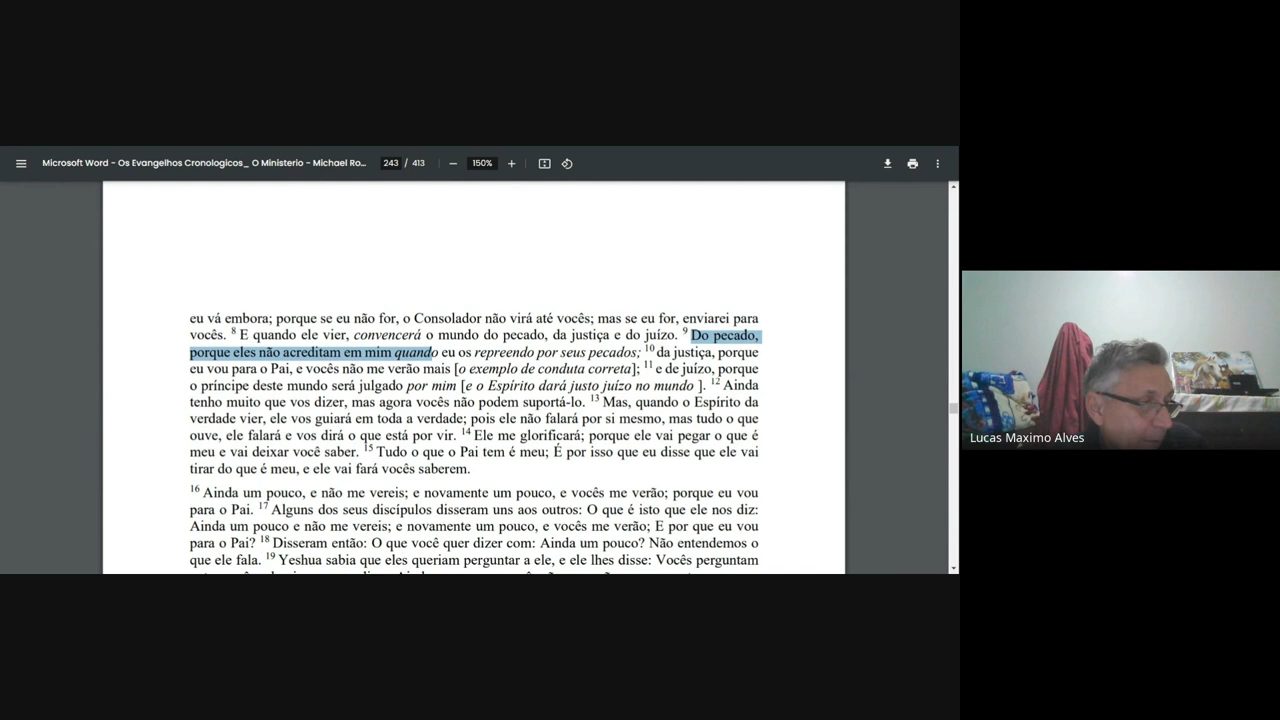 Microsoft Word - Os Evangelhos Cronologicos_ O Ministerio - Michael Ro... 243 / 413 150%
eu vá embora; porque se eu não for, o Consolador não virá até vocês; mas se eu for, enviarei para
vocês. 8 E quando ele vier, convencerá o mundo do pecado, da justiça e do juízo. 9 Do pecado,
porque eles não acreditam em mim quando eu os repreendo por seus pecados; 10 da justiça, porque
eu vou para o Pai, e vocês não me verão mais [o exemplo de conduta correta]; 11 e de juízo, porque
o príncipe deste mundo será julgado por mim [e o Espírito dará justo juízo no mundo ]. 12 Ainda
tenho muito que vos dizer, mas agora vocês não podem suportá-lo. 13 Mas, quando o Espírito da
verdade vier, ele vos guiará em toda a verdade; pois ele não falará por si mesmo, mas tudo o que
ouve, ele falará e vos dirá o que está por vir. 14 Ele me glorificará; porque ele vai pegar o que é
meu e vai deixar você saber. 15 Tudo o que o Pai tem é meu; É por isso que eu disse que ele vai
tirar do que é meu, e ele vai fará vocês saberem.
16 Ainda um pouco, e não me vereis; e novamente um pouco, e vocês me verão; porque eu vou
para o Pai. 17 Alguns dos seus discípulos disseram uns aos outros: O que é isto que ele nos diz:
Ainda um pouco e não me vereis; e novamente um pouco, e vocês me verão; E por que eu vou
para o Pai? 18 Disseram então: O que você quer dizer com: Ainda um pouco? Não entendemos o
que ele fala. 19 Yeshua sabia que eles queriam perguntar a ele, e ele lhes disse: Vocês perguntam
Lucas Maximo Alves